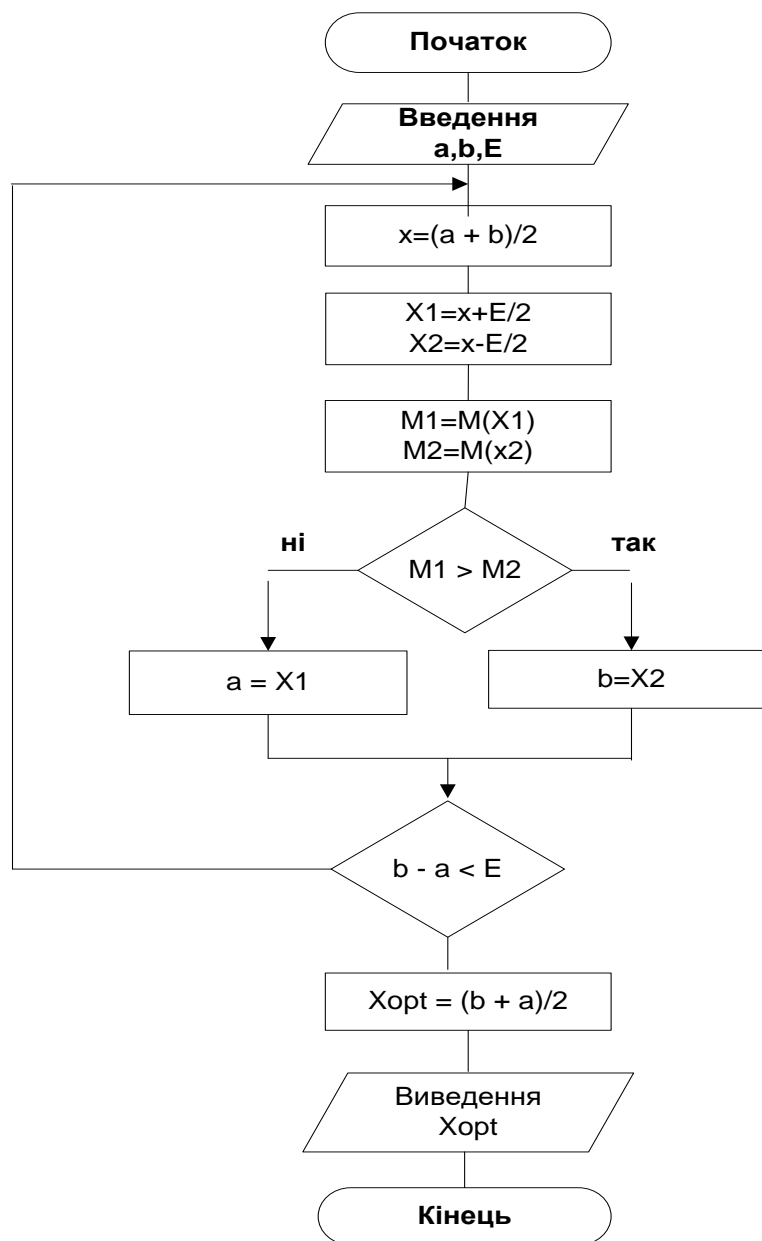 Початок
Введення
a,b,E
x=(a + b)/2
X1=x+E/2
X2=x-E/2
M1=M(X1)
M2=M(x2)
ні
так
M1 > M2
a = X1
b=X2
b - a < E
Xopt = (b + a)/2
Виведення
Xopt
Кінець